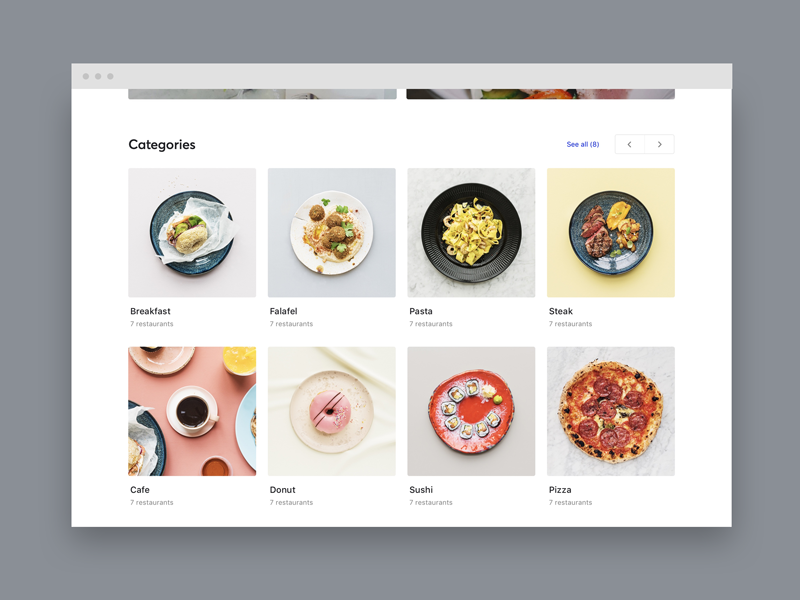 Categories
See all (8)
Breakfast
7 restaurants
Falafel
7 restaurants
Pasta
7 restaurants
Steak
7 restaurants
Cafe
7 restaurants
Donut
7 restaurants
Sushi
7 restaurants
Pizza
7 restaurants